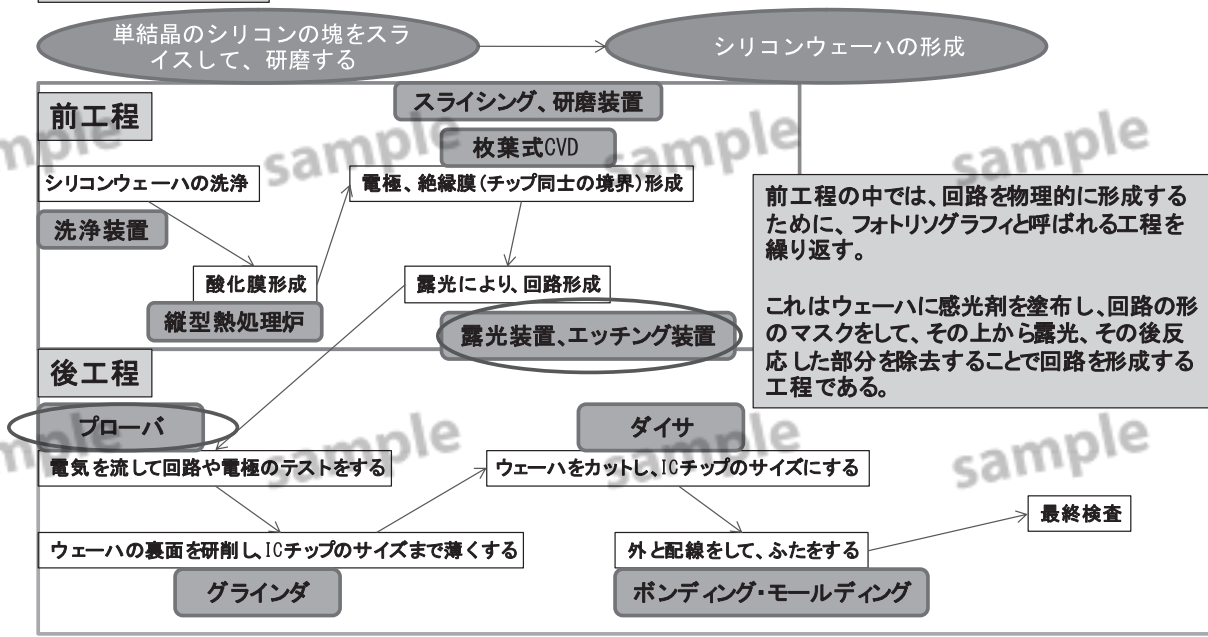 単結晶のシリコンの塊をスラ
イスして、研磨する
シリコンウェーハの形成
スライシング、研磨装置
前工程
枚葉式CVD
シリコンウェーハの洗浄
電極、絶縁膜(チップ同士の境界)形成
洗浄装置
酸化膜形成
露光により、回路形成
縦型熱処理炉
露光装置、エッチング装置
前工程の中では、回路を物理的に形成する
ために、フォトリソグラフィと呼ばれる工程を
繰り返す。
これはウェーハに感光剤を塗布し、回路の形
のマスクをして、その上から露光、その後反
応した部分を除去することで回路を形成する
工程である。
後工程
プローバ
ダイサ
電気を流して回路や電極のテストをする
ウェーハをカットし、ICチップのサイズにする
最終検査
ウェーハの裏面を研削し、ICチップのサイズまで薄くする
外と配線をして、ふたをする
グラインダ
ボンディング・モールディング
sample
sample
sample
sample
sample
sample
sample
sample